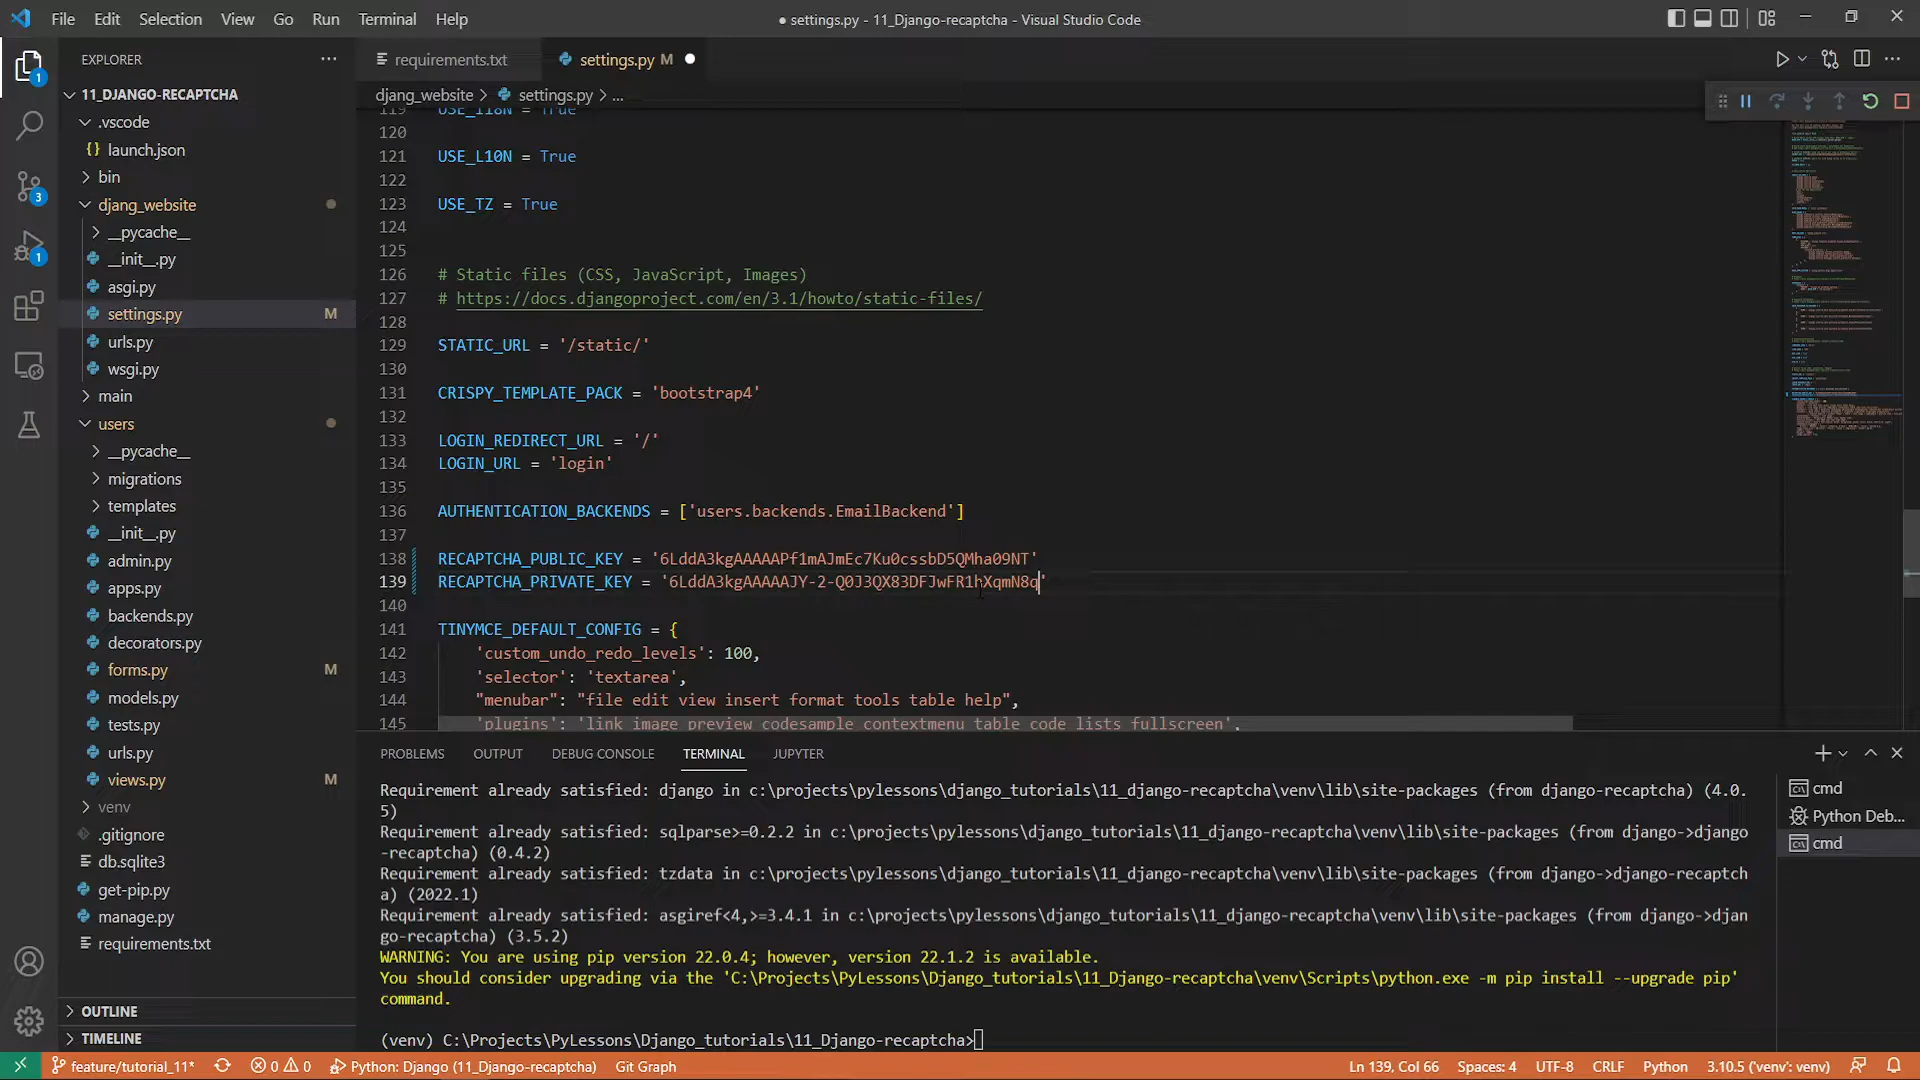 File Edit Selection View Go Run Terminal Help
● settings.py - 11_Django-recaptcha - Visual Studio Code
EXPLORER
requirements.txt
settings.py M
11_DJANGO-RECAPTCHA
djang_website > settings.py > ...
.vscode
{} launch.json
bin
djang_website
__pycache__
__init__.py
asgi.py
settings.py M
urls.py
wsgi.py
main
users
__pycache__
migrations
templates
__init__.py
admin.py
apps.py
backends.py
decorators.py
forms.py M
models.py
tests.py
urls.py
views.py M
venv
.gitignore
db.sqlite3
get-pip.py
manage.py
requirements.txt
OUTLINE
TIMELINE
1
3
1
119 USE_I18N = True
120
121 USE_L10N = True
122
123 USE_TZ = True
124
125
126 # Static files (CSS, JavaScript, Images)
127 # https://docs.djangoproject.com/en/3.1/howto/static-files/
128
129 STATIC_URL = '/static/'
130
131 CRISPY_TEMPLATE_PACK = 'bootstrap4'
132
133 LOGIN_REDIRECT_URL = '/'
134 LOGIN_URL = 'login'
135
136 AUTHENTICATION_BACKENDS = ['users.backends.EmailBackend']
137
138 RECAPTCHA_PUBLIC_KEY = '6LddA3kgAAAAAPf1mAJmEc7Ku0cssbD5QMha09NT'
139 RECAPTCHA_PRIVATE_KEY = '6LddA3kgAAAAAJY-2-Q0J3QX83DFJwFR1hXqmN8q'
140
141 TINYMCE_DEFAULT_CONFIG = {
142 'custom_undo_redo_levels': 100,
143 'selector': 'textarea',
144 "menubar": "file edit view insert format tools table help",
145 'plugins': 'link image preview codesample contextmenu table code lists fullscreen',
PROBLEMS OUTPUT DEBUG CONSOLE TERMINAL JUPYTER
Requirement already satisfied: django in c:\projects\pylessons\django_tutorials\11_django-recaptcha\venv\lib\site-packages (from django-recaptcha) (4.0.
5)
Requirement already satisfied: sqlparse>=0.2.2 in c:\projects\pylessons\django_tutorials\11_django-recaptcha\venv\lib\site-packages (from django->django
-recaptcha) (0.4.2)
Requirement already satisfied: tzdata in c:\projects\pylessons\django_tutorials\11_django-recaptcha\venv\lib\site-packages (from django->django-recaptch
a) (2022.1)
Requirement already satisfied: asgiref<4,>=3.4.1 in c:\projects\pylessons\django_tutorials\11_django-recaptcha\venv\lib\site-packages (from django->djan
go-recaptcha) (3.5.2)
WARNING: You are using pip version 22.0.4; however, version 22.1.2 is available.
You should consider upgrading via the 'C:\Projects\PyLessons\Django_tutorials\11_Django-recaptcha\venv\Scripts\python.exe -m pip install --upgrade pip'
command.
(venv) C:\Projects\PyLessons\Django_tutorials\11_Django-recaptcha>
cmd
Python Deb...
cmd
feature/tutorial_11* 0 0 Python: Django (11_Django-recaptcha) Git Graph
Ln 139, Col 66 Spaces: 4 UTF-8 CRLF Python 3.10.5 ('venv': venv)